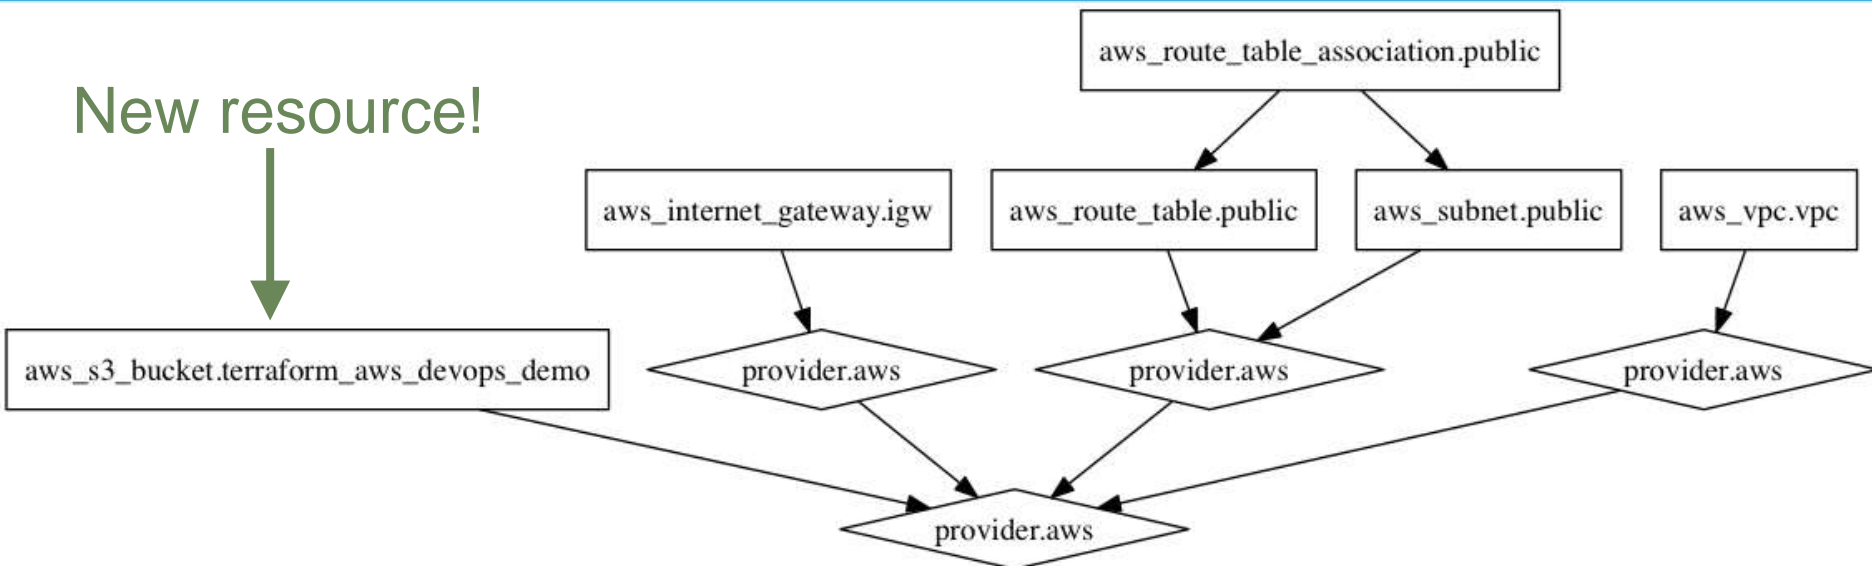 aws_route_table_association.public
New resource!
aws_internet_gateway.igw
aws_route_table.public
aws_subnet.public
aws_vpc.vpc
aws_s3_bucket.terraform_aws_devops_demo
provider.aws
provider.aws
provider.aws
provider.aws